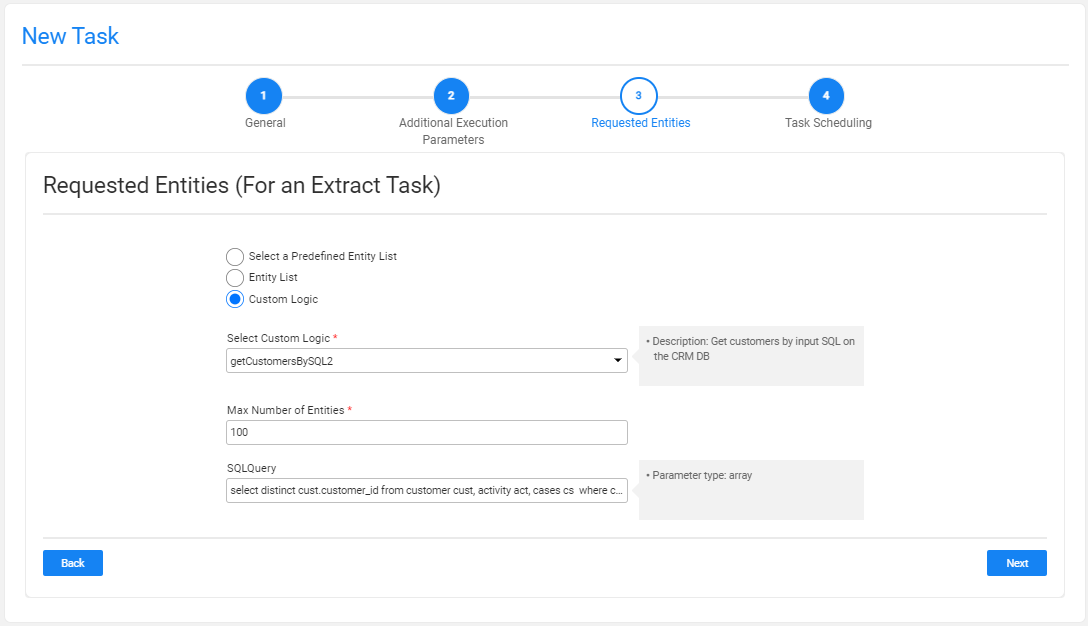 New Task
1
2
3
4
General
Additional Execution
Parameters
Requested Entities
Task Scheduling
Requested Entities (For an Extract Task)
Select a Predefined Entity List
Entity List
Custom Logic
Select Custom Logic *
getCustomersBySQL2
• Description: Get customers by input SQL on
the CRM DB
Max Number of Entities *
100
SQLQuery
select distinct cust.customer_id from customer cust, activity act, cases cs  where c...
• Parameter type: array
Back
Next